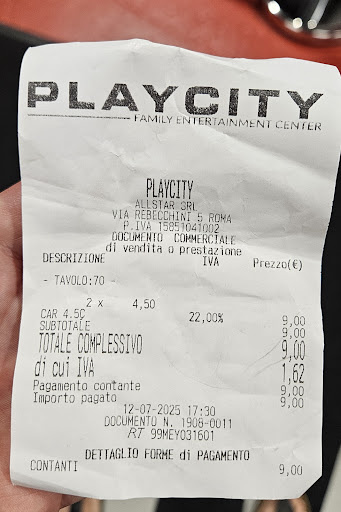 PLAYCITY
FAMILY ENTERTAINMENT CENTER
PLAYCITY
ALLSTAR SRL
VIA REBECCHINI 5 ROMA
P.IVA 15851041002
DOCUMENTO COMMERCIALE
di vendita o prestazione
DESCRIZIONE IVA Prezzo(€)
- TAVOLO:70 -
2 x 4,50
CAR 4.5Ç 22,00% 9,00
SUBTOTALE 9,00
TOTALE COMPLESSIVO 9,00
di cui IVA 1,62
Pagamento contante 9,00
Importo pagato 9,00
12-07-2025 17:30
DOCUMENTO N. 1908-0011
RT 99MEY031601
DETTAGLIO FORME di PAGAMENTO
CONTANTI 9,00